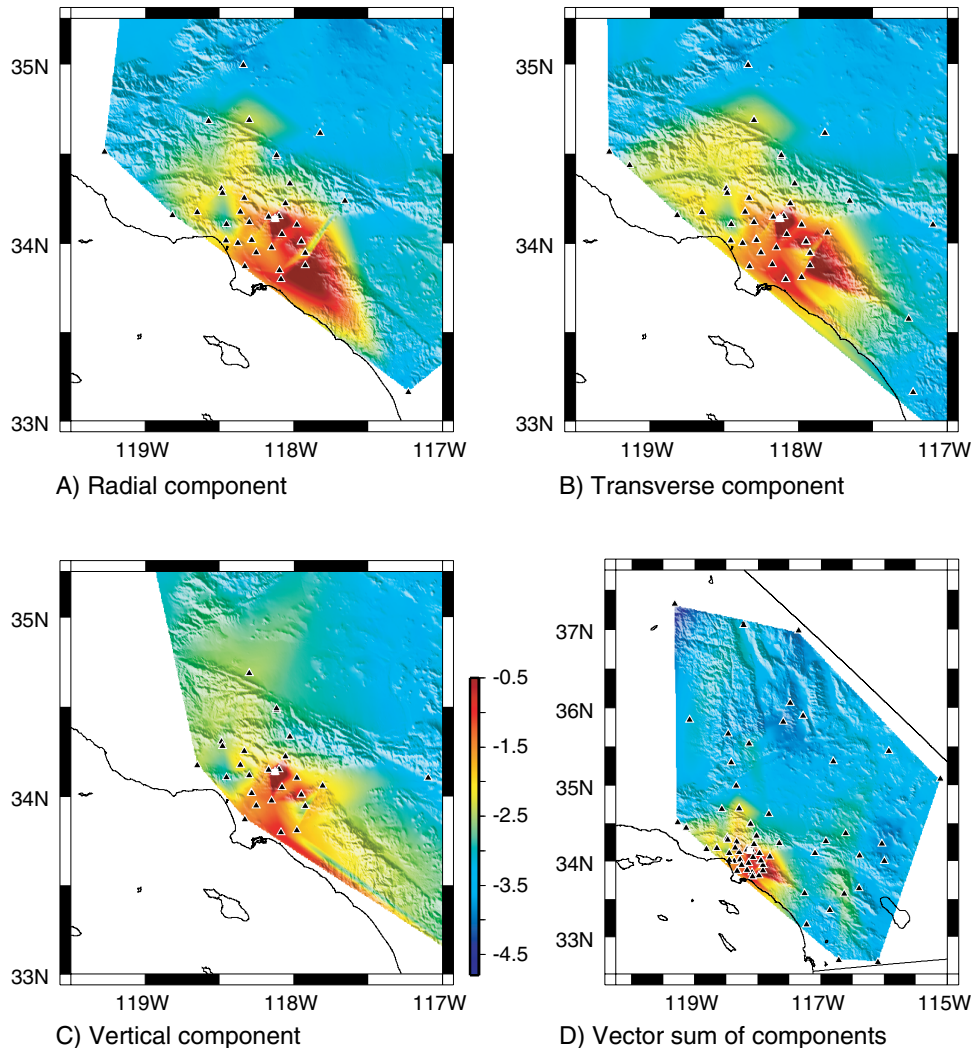 35N
34N
33N
119W 118W 117W
A) Radial component
35N
34N
33N
119W 118W 117W
B) Transverse component
35N
34N
33N
119W 118W 117W
C) Vertical component
-0.5
-1.5
-2.5
-3.5
-4.5
37N
36N
35N
34N
33N
119W 117W 115W
D) Vector sum of components